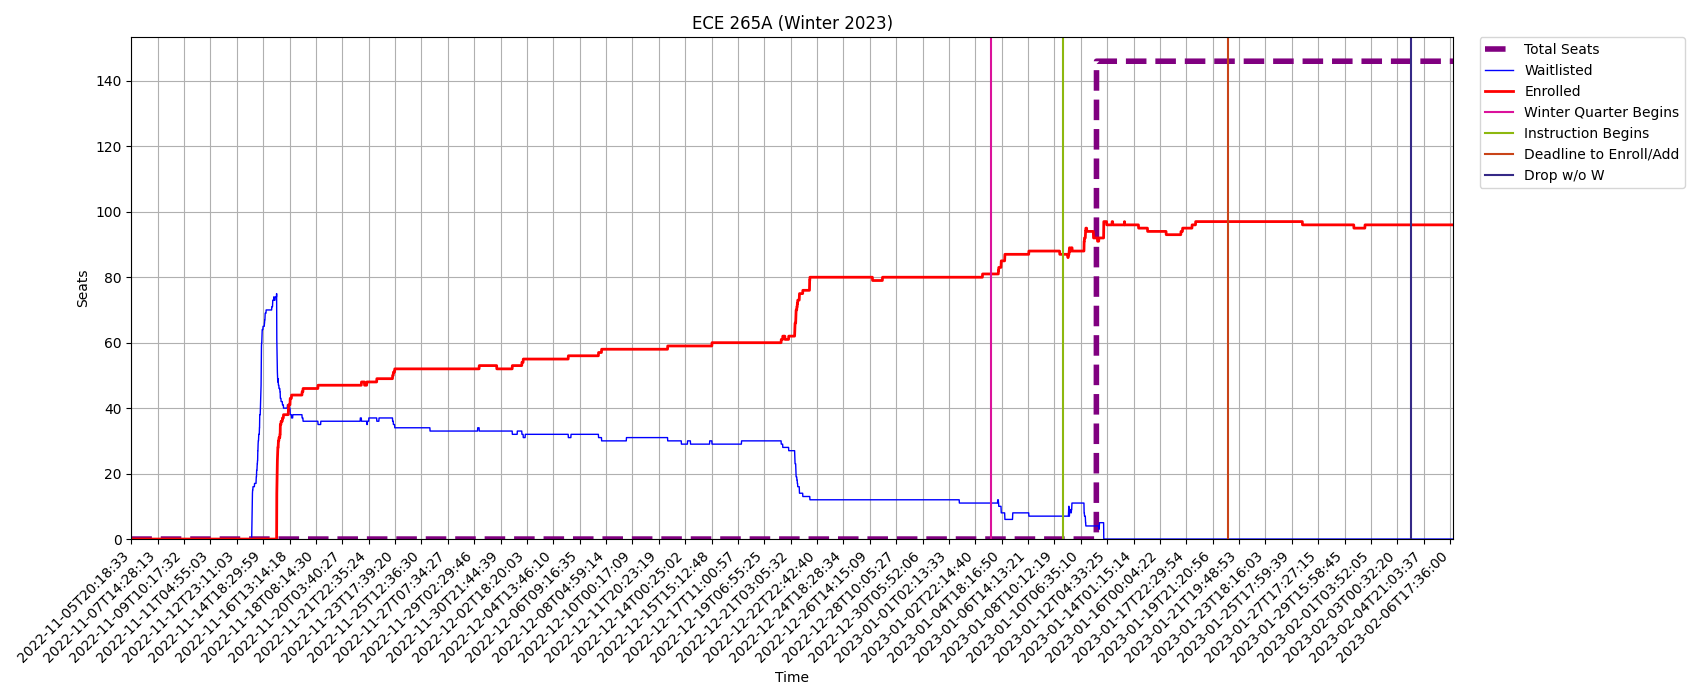 ECE 265A (Winter 2023)
Seats
140
120
100
80
60
40
20
0
2022-11-05T20:18:33
2022-11-07T14:28:13
2022-11-09T10:17:32
2022-11-11T04:55:03
2022-11-12T23:11:03
2022-11-14T18:29:59
2022-11-16T13:14:18
2022-11-18T08:14:30
2022-11-20T03:40:27
2022-11-21T22:35:24
2022-11-23T17:39:20
2022-11-25T12:36:30
2022-11-27T07:34:27
2022-11-29T02:29:46
2022-11-30T21:44:39
2022-12-02T18:20:03
2022-12-04T13:46:10
2022-12-06T09:16:35
2022-12-08T04:59:14
2022-12-10T00:17:09
2022-12-11T20:23:19
2022-12-14T00:25:02
2022-12-15T15:12:48
2022-12-17T11:00:57
2022-12-19T06:55:25
2022-12-21T03:05:32
2022-12-22T22:42:40
2022-12-24T18:28:34
2022-12-26T14:15:09
2022-12-28T10:05:27
2022-12-30T05:52:06
2023-01-01T02:13:33
2023-01-02T22:14:40
2023-01-04T18:16:50
2023-01-06T14:13:21
2023-01-08T10:12:19
2023-01-10T06:35:10
2023-01-12T04:33:25
2023-01-14T01:15:14
2023-01-16T00:04:22
2023-01-17T22:29:54
2023-01-19T21:20:56
2023-01-21T19:48:53
2023-01-23T18:16:03
2023-01-25T17:59:39
2023-01-27T17:27:15
2023-01-29T15:58:45
2023-02-01T03:52:05
2023-02-03T00:32:20
2023-02-04T21:03:37
2023-02-06T17:36:00
Time
Total Seats
Waitlisted
Enrolled
Winter Quarter Begins
Instruction Begins
Deadline to Enroll/Add
Drop w/o W